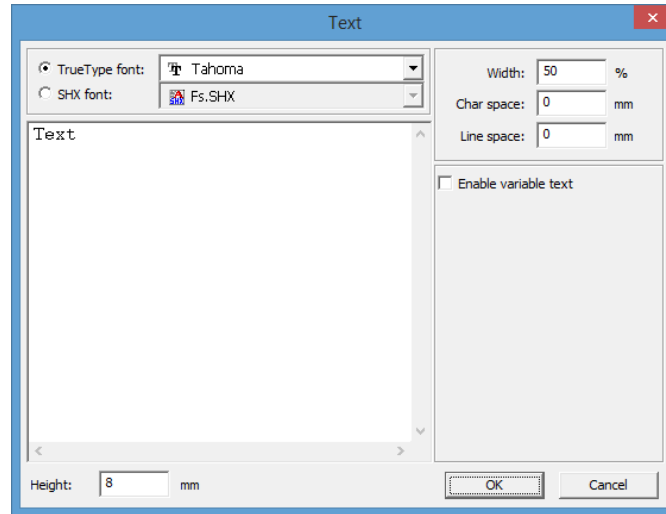 Text
TrueType font: Tahoma
SHX font: Fs.SHX
Text
Width: 50 %
Char space: 0 mm
Line space: 0 mm
Enable variable text
Height: 8 mm
OK Cancel